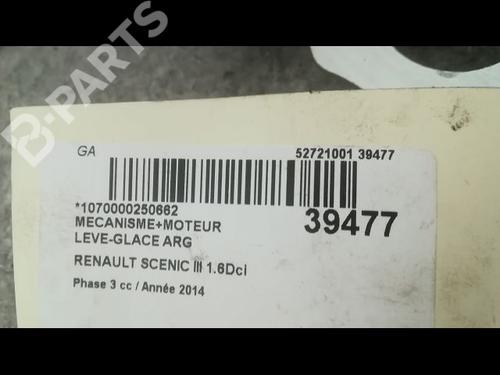 B-PARTS
GA
52721001 39477
*1070000250662
39477
MECANISME+MOTEUR
LEVE-GLACE ARG
RENAULT SCENIC III 1.6Dci
Phase 3 cc / Année 2014